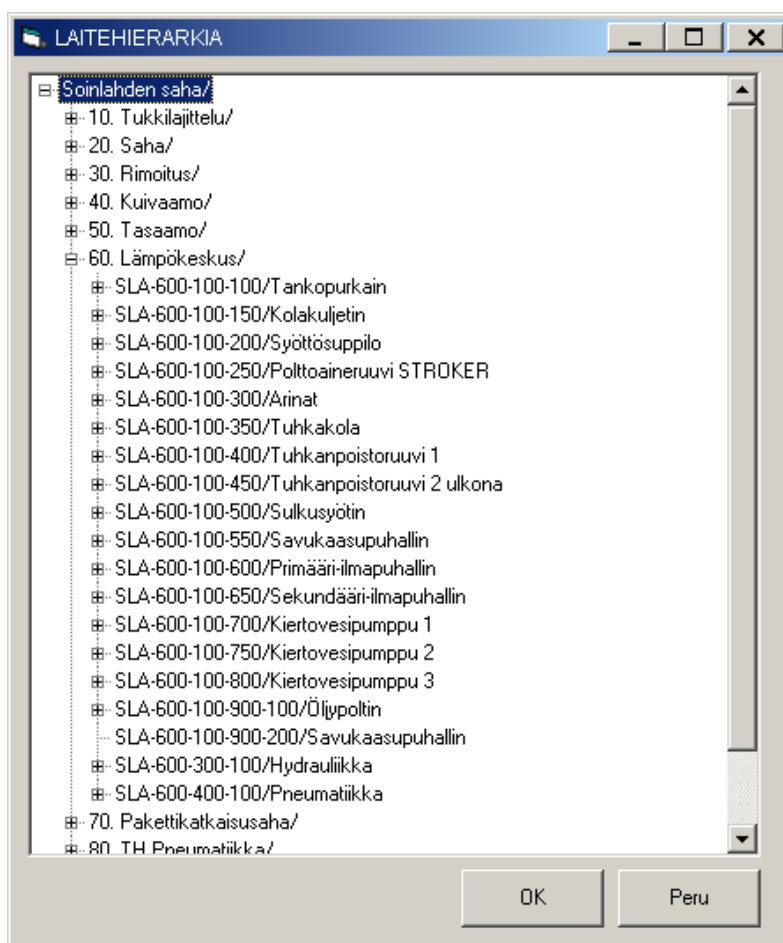 LAITEHIERARKIA
Soinlahden saha/
10. Tukkilajittelu/
20. Saha/
30. Rimoitus/
40. Kuivaamo/
50. Tasaamo/
60. Lämpökeskus/
SLA-600-100-100/Tankopurkain
SLA-600-100-150/Kolakuljetin
SLA-600-100-200/Syöttösuppilo
SLA-600-100-250/Polttoaineruuvi STROKER
SLA-600-100-300/Arinat
SLA-600-100-350/Tuhkakola
SLA-600-100-400/Tuhkanpoistoruuvi 1
SLA-600-100-450/Tuhkanpoistoruuvi 2 ulkona
SLA-600-100-500/Sulkusyötin
SLA-600-100-550/Savukaasupuhallin
SLA-600-100-600/Primääri-ilmapuhallin
SLA-600-100-650/Sekundääri-ilmapuhallin
SLA-600-100-700/Kiertovesipumppu 1
SLA-600-100-750/Kiertovesipumppu 2
SLA-600-100-800/Kiertovesipumppu 3
SLA-600-100-900-100/Öljypoltin
SLA-600-100-900-200/Savukaasupuhallin
SLA-600-300-100/Hydrauliikka
SLA-600-400-100/Pneumatiikka
70. Pakettikatkaisusaha/
80. TH Pneumatiikka/
OK Peru